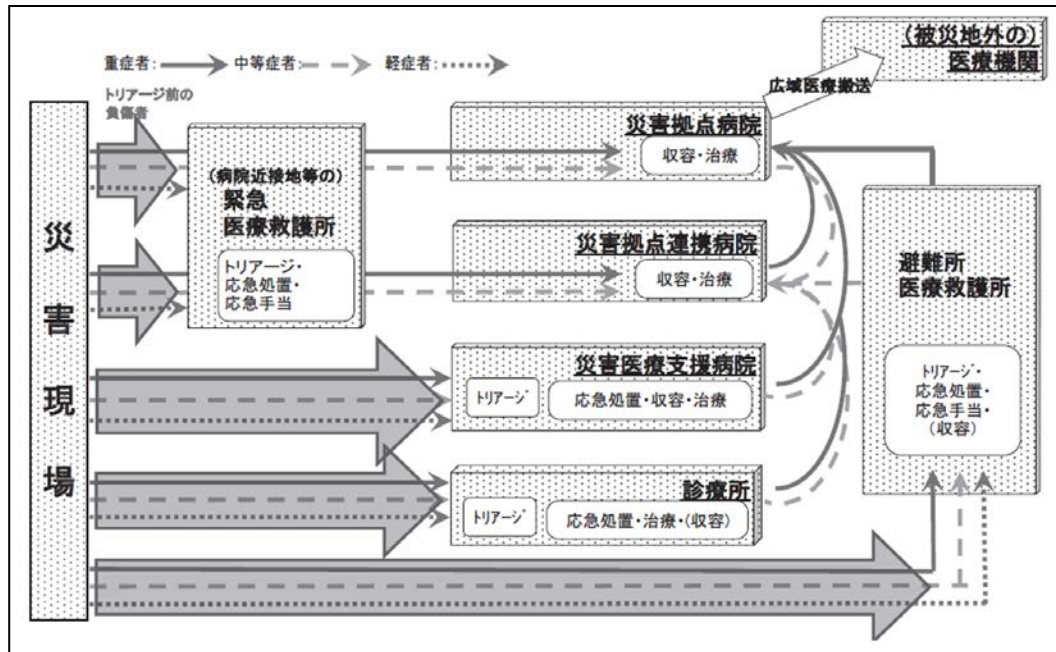 (被災地外の)
医療機関
重症者:
中等症者:
軽症者:
広域医療搬送
トリアージ前の
負傷者
災害現場
(病院近接地等の)
緊急
医療救護所
トリアージ・
応急処置・
応急手当
災害拠点病院
収容・治療
災害拠点連携病院
収容・治療
災害医療支援病院
トリアージ
応急処置・収容・治療
診療所
トリアージ
応急処置・治療・(収容)
避難所
医療救護所
トリアージ・
応急処置・
応急手当・
(収容)